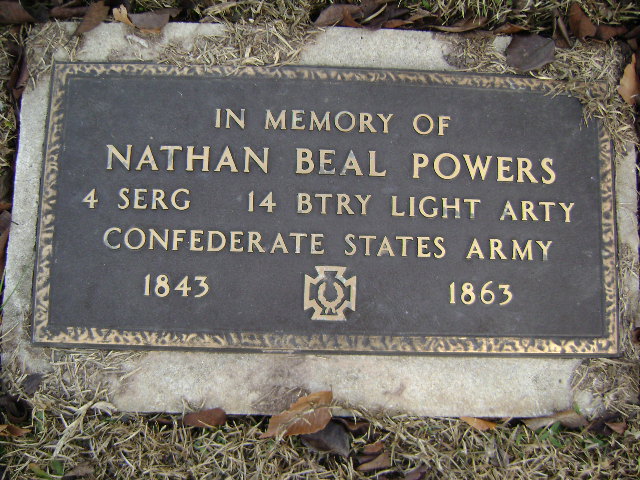 IN MEMORY OF
NATHAN BEAL POWERS
4 SERG 14 BTRY LIGHT ARTY
CONFEDERATE STATES ARMY
1843 1863